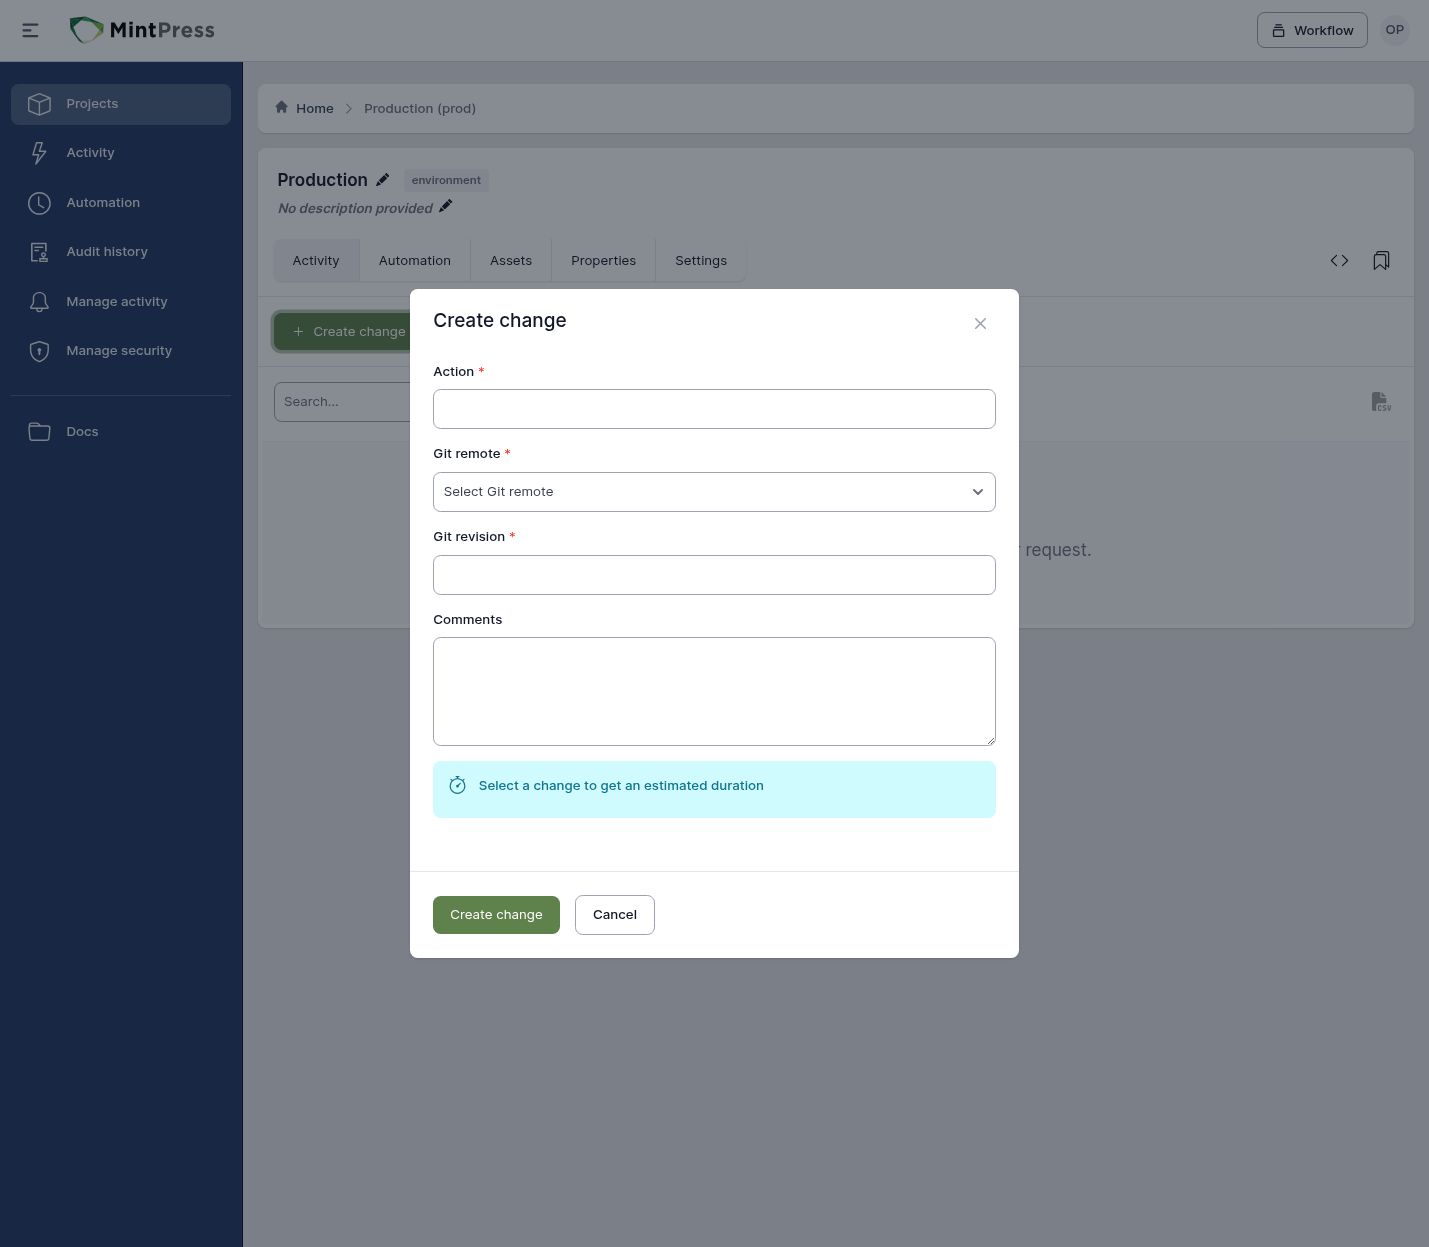 MintPress
Workflow
OP
Projects
Activity
Automation
Audit history
Manage activity
Manage security
Docs
Home
Production (prod)
Production
environment
No description provided
Activity
Automation
Assets
Properties
Settings
Create change
Search...
CSV
request.
Create change
Action *
Git remote *
Select Git remote
Git revision *
Comments
Select a change to get an estimated duration
Create change
Cancel